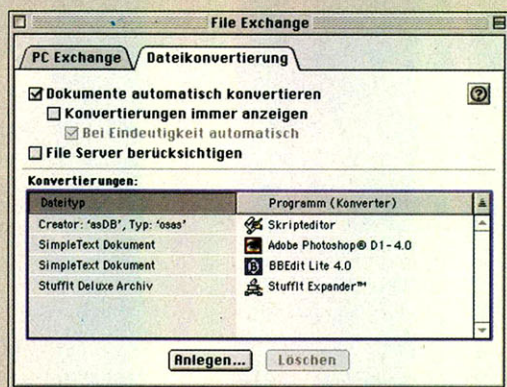 File Exchange
PC Exchange
Dateikonvertierung
Dokumente automatisch konvertieren
Konvertierungen immer anzeigen
Bei Eindeutigkeit automatisch
File Server berücksichtigen
Konvertierungen:
Dateityp Programm (Konverter)
Creator: 'asDB', Typ: 'osas' Skripteditor
SimpleText Dokument Adobe Photoshop® D1-4.0
SimpleText Dokument BBEdit Lite 4.0
StuffIt Deluxe Archiv StuffIt Expander™
Anlegen... Löschen